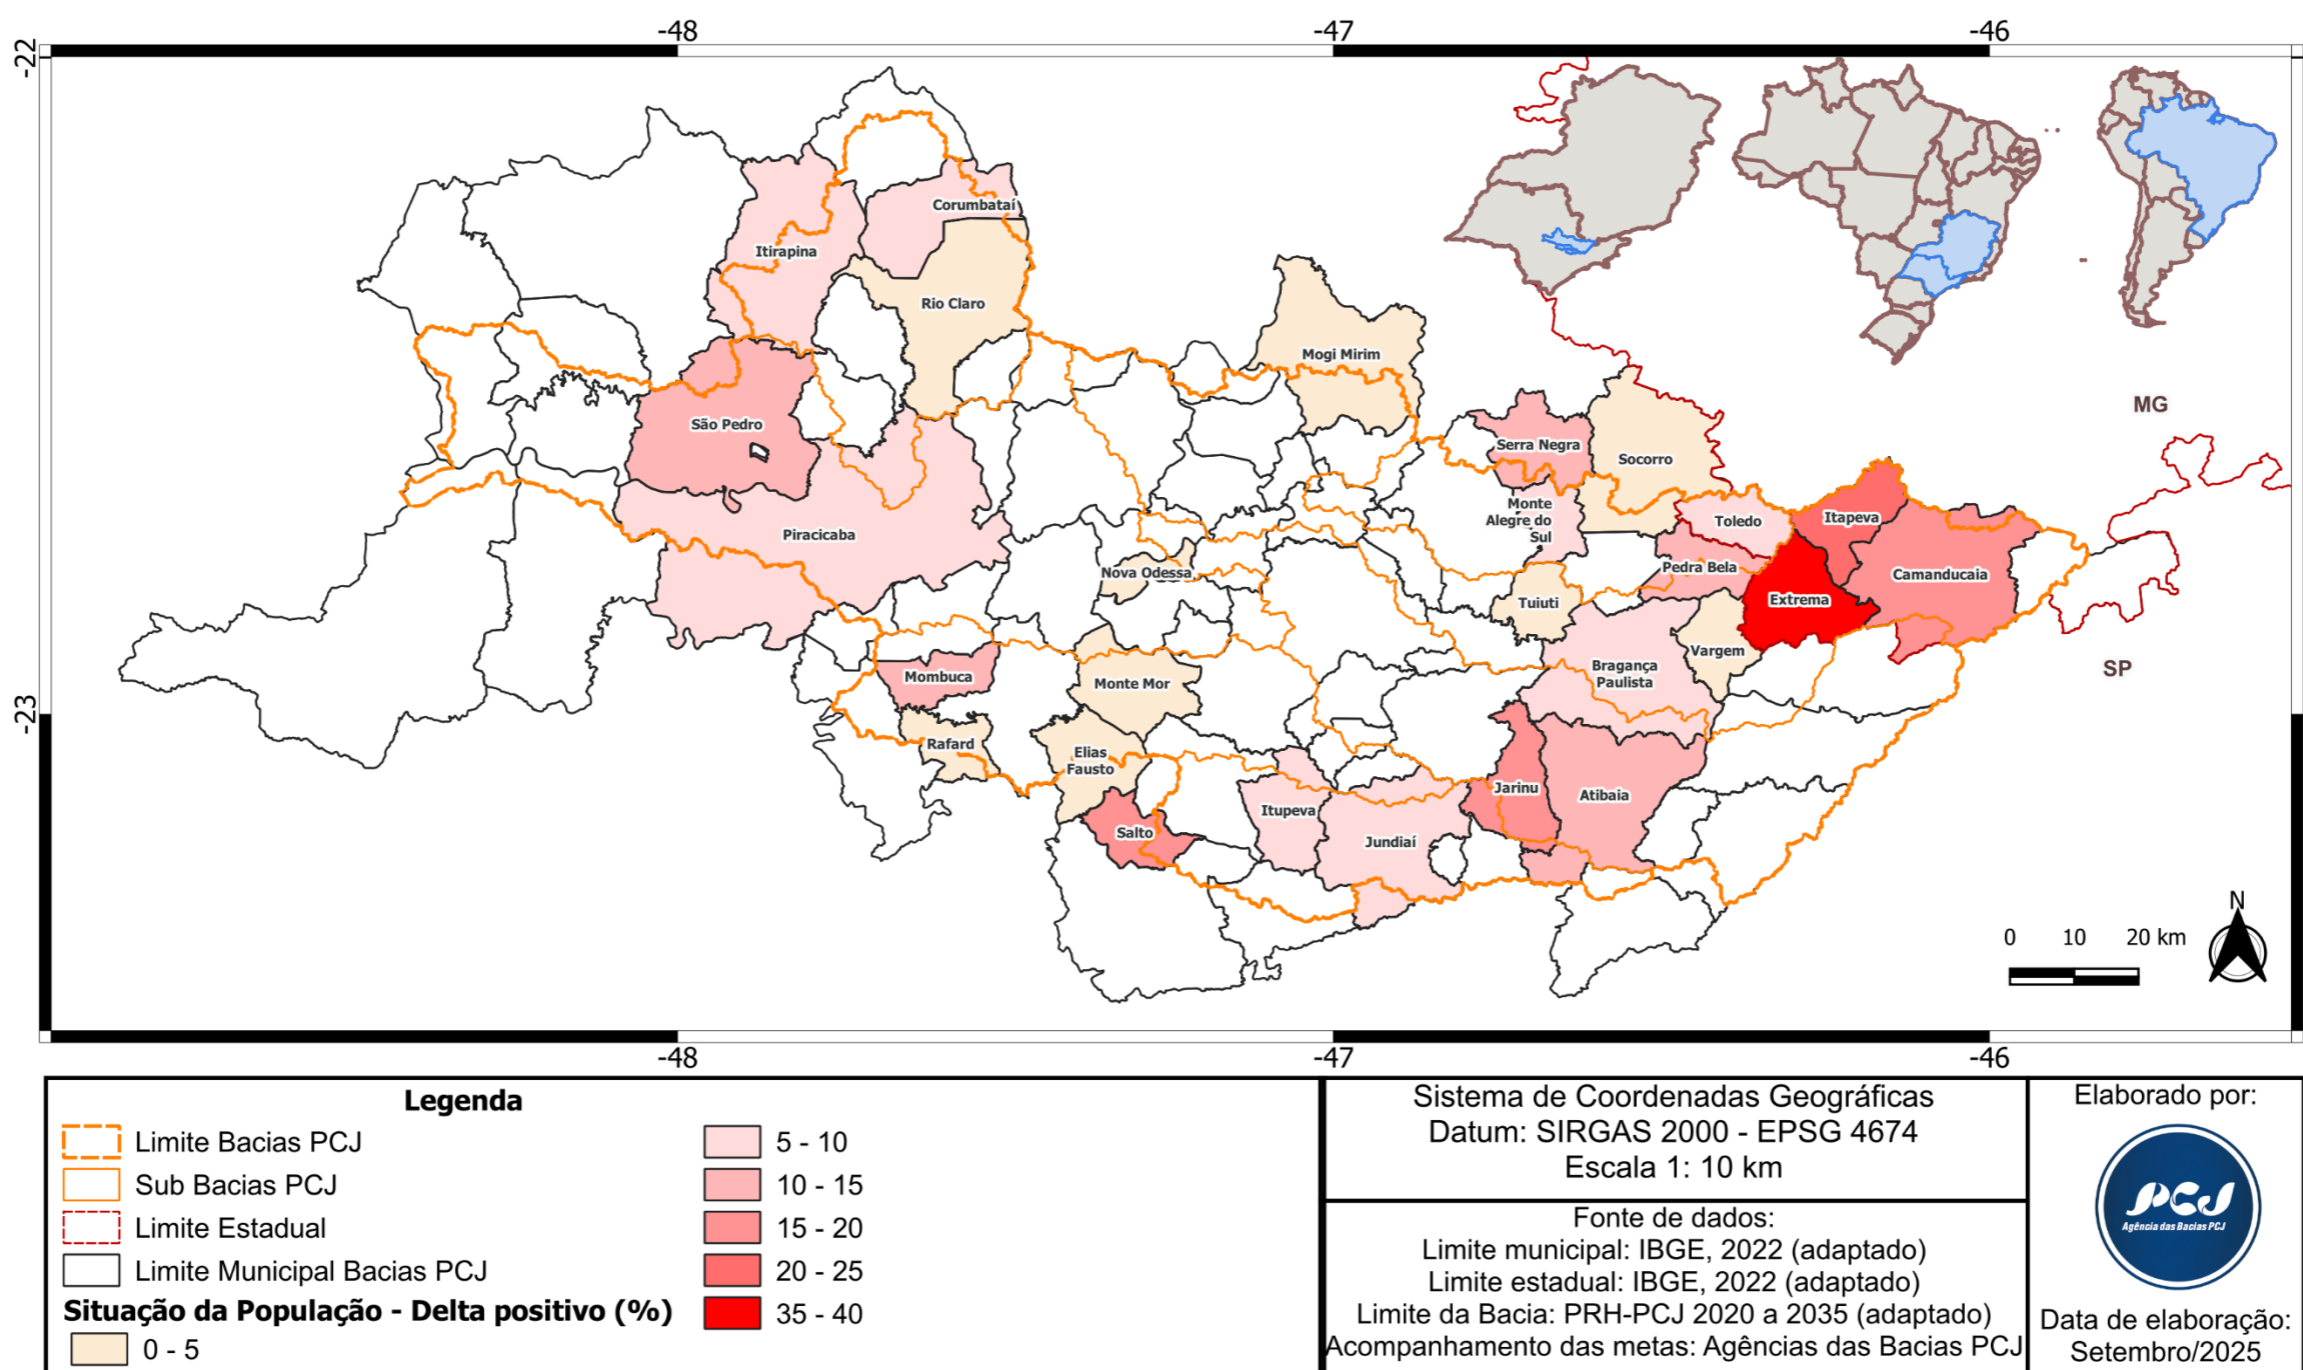 -48
-47
-46
-22
-23
Corumbataí
Itirapina
Rio Claro
Mogi Mirim
MG
São Pedro
Serra Negra
Socorro
Monte
Alegre do
Sul
Toledo
Itapeva
Piracicaba
Nova Odessa
Pedra Bela
Camanducaia
Tuiuti
Extrema
Vargem
Bragança
Paulista
SP
Mombuca
Monte Mor
Rafard
Elias
Fausto
Jarinu
Atibaia
Itupeva
Salto
Jundiaí
N
0 10 20 km
-48
-47
-46
Legenda
Limite Bacias PCJ
Sub Bacias PCJ
Limite Estadual
Limite Municipal Bacias PCJ
Situação da População - Delta positivo (%)
0 - 5
5 - 10
10 - 15
15 - 20
20 - 25
35 - 40
Sistema de Coordenadas Geográficas
Datum: SIRGAS 2000 - EPSG 4674
Escala 1: 10 km
Fonte de dados:
Limite municipal: IBGE, 2022 (adaptado)
Limite estadual: IBGE, 2022 (adaptado)
Limite da Bacia: PRH-PCJ 2020 a 2035 (adaptado)
Acompanhamento das metas: Agências das Bacias PCJ
Elaborado por:
PCJ
Agência das Bacias PCJ
Data de elaboração:
Setembro/2025